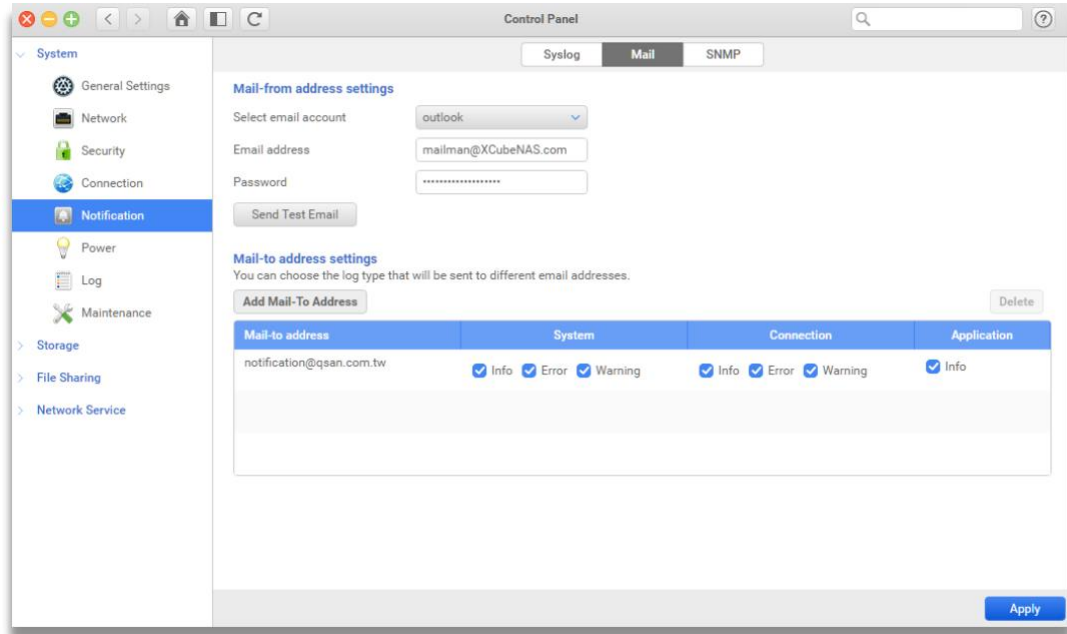 Control Panel
System
General Settings
Network
Security
Connection
Notification
Power
Log
Maintenance
Storage
File Sharing
Network Service
Syslog Mail SNMP
Mail-from address settings
Select email account outlook
Email address mailman@XCubeNAS.com
Password ••••••••••••••••••••
Send Test Email
Mail-to address settings
You can choose the log type that will be sent to different email addresses.
Add Mail-To Address Delete
Mail-to address System Connection Application
notification@qsan.com.tw Info Error Warning Info Error Warning Info
Apply